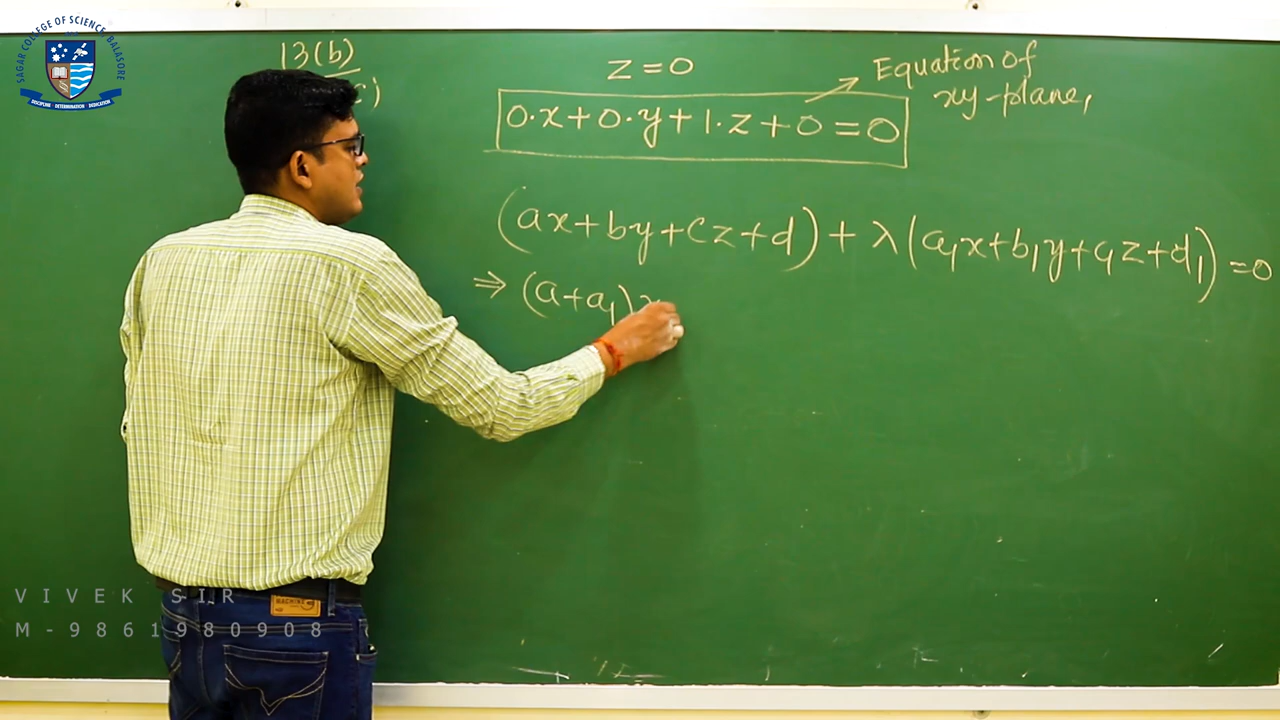 SAGAR COLLEGE OF SCIENCE, BALASORE
DISCIPLINE DETERMINATION DEDICATION
13(b)
)
z = 0
Equation of
xy-plane,
0·x+0·y+1·z+0=0
(ax+by+cz+d)+λ(a₁x+b₁y+c₁z+d₁)=0
⇒ (a+a₁)x
VIVEK SIR
M-9861980908